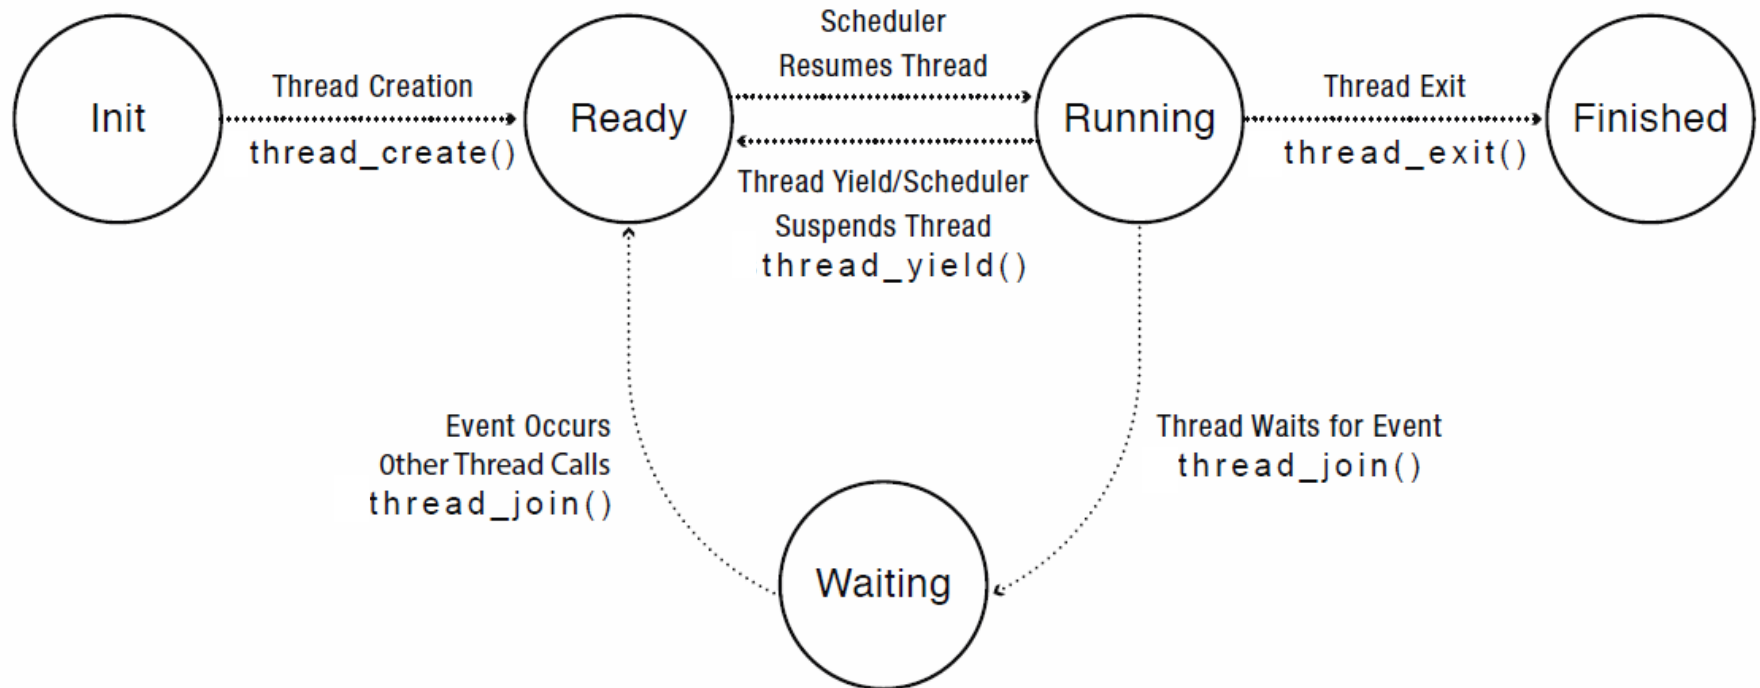 Init
Thread Creation
thread_create()
Ready
Scheduler
Resumes Thread
Thread Yield/Scheduler
Suspends Thread
thread_yield()
Running
Thread Exit
thread_exit()
Finished
Event Occurs
Other Thread Calls
thread_join()
Thread Waits for Event
thread_join()
Waiting